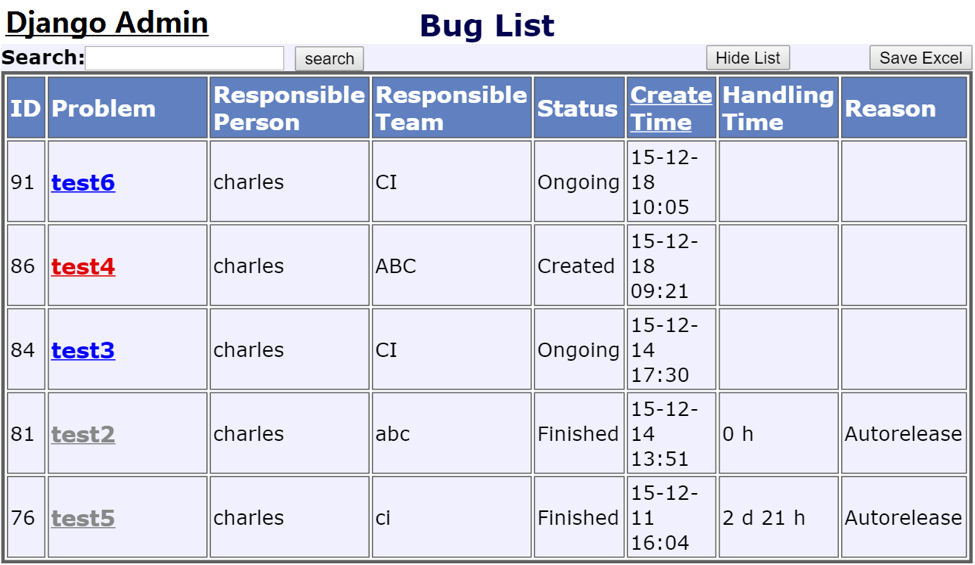 Django Admin
Bug List
Search:
search
Hide List
Save Excel
ID Problem Responsible Person Responsible Team Status Create Time Handling Time Reason
91 test6 charles CI Ongoing 15-12-18 10:05
86 test4 charles ABC Created 15-12-18 09:21
84 test3 charles CI Ongoing 15-12-14 17:30
81 test2 charles abc Finished 15-12-14 13:51 0 h Autorelease
76 test5 charles ci Finished 15-12-11 16:04 2 d 21 h Autorelease